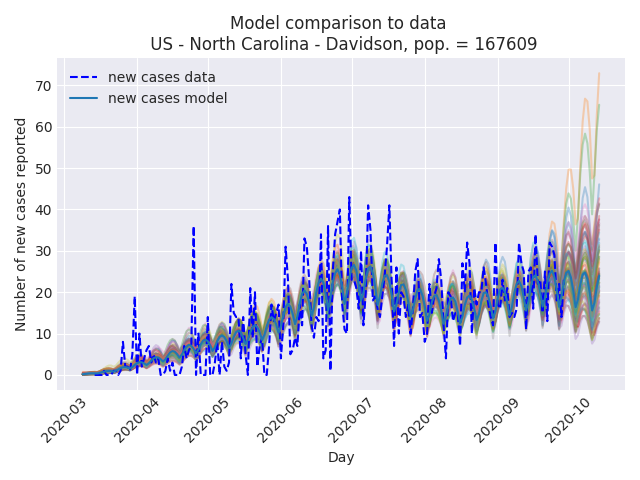 Model comparison to data
US - North Carolina - Davidson, pop. = 167609
new cases data
new cases model
Number of new cases reported
70
60
50
40
30
20
10
0
2020-03
2020-04
2020-05
2020-06
2020-07
2020-08
2020-09
2020-10
Day